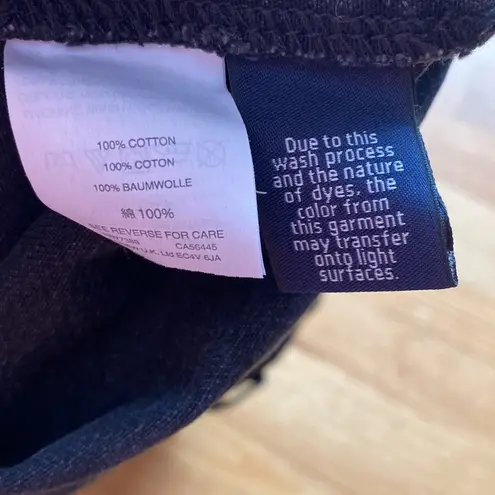 100% COTTON
100% COTON
100% BAUMWOLLE
綿 100%
SEE REVERSE FOR CARE
CA56445
U.K. Ltd EC4V 6JA
Due to this
wash process
and the nature
of dyes, the
color from
this garment
may transfer
onto light
surfaces.